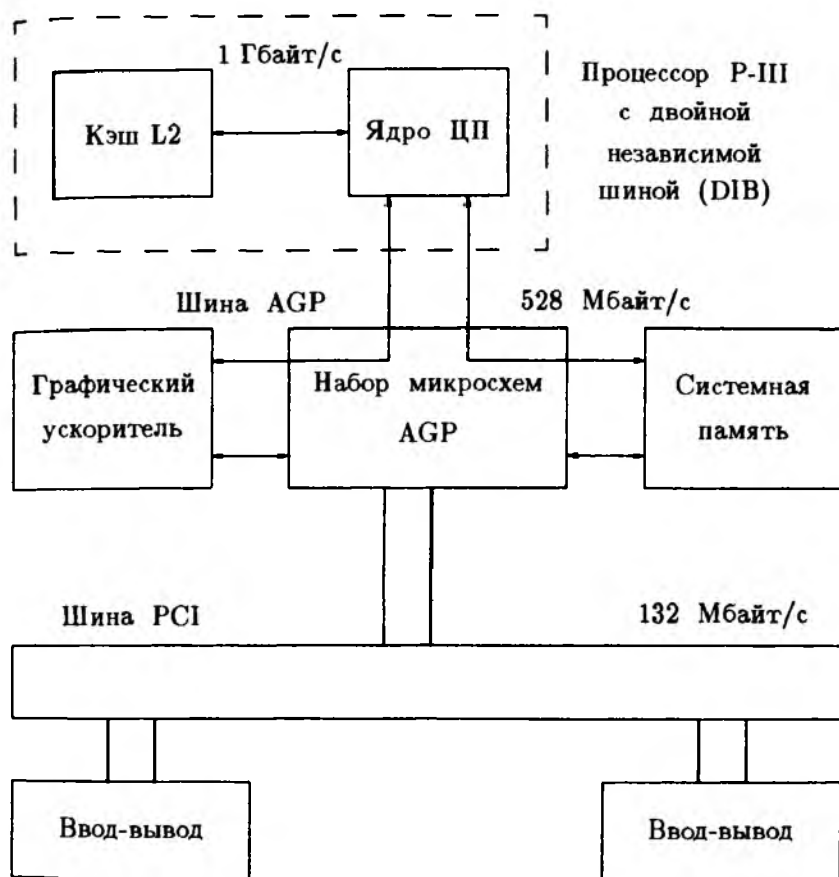 1 Гбайт/с
Кэш L2
Ядро ЦП
Процессор P-III
с двойной
независимой
шиной (DIB)
Шина AGP
528 Мбайт/с
Графический
ускоритель
Набор микросхем
AGP
Системная
память
Шина PCI
132 Мбайт/с
Ввод-вывод
Ввод-вывод